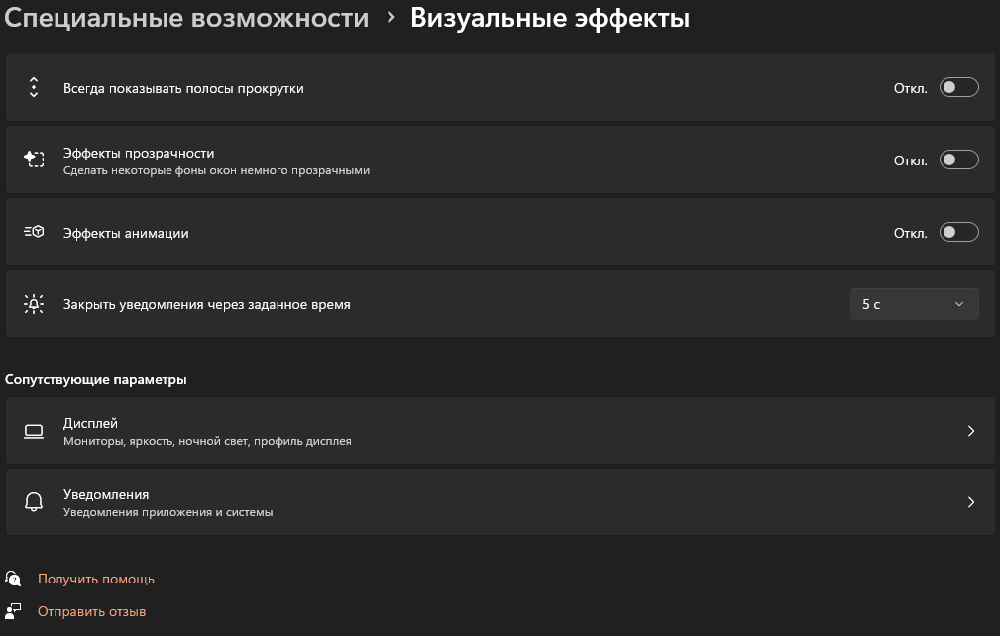 Специальные возможности > Визуальные эффекты
Всегда показывать полосы прокрутки
Откл.
Эффекты прозрачности
Сделать некоторые фоны окон немного прозрачными
Откл.
Эффекты анимации
Откл.
Закрыть уведомления через заданное время
5 с
Сопутствующие параметры
Дисплей
Мониторы, яркость, ночной свет, профиль дисплея
Уведомления
Уведомления приложения и системы
Получить помощь
Отправить отзыв